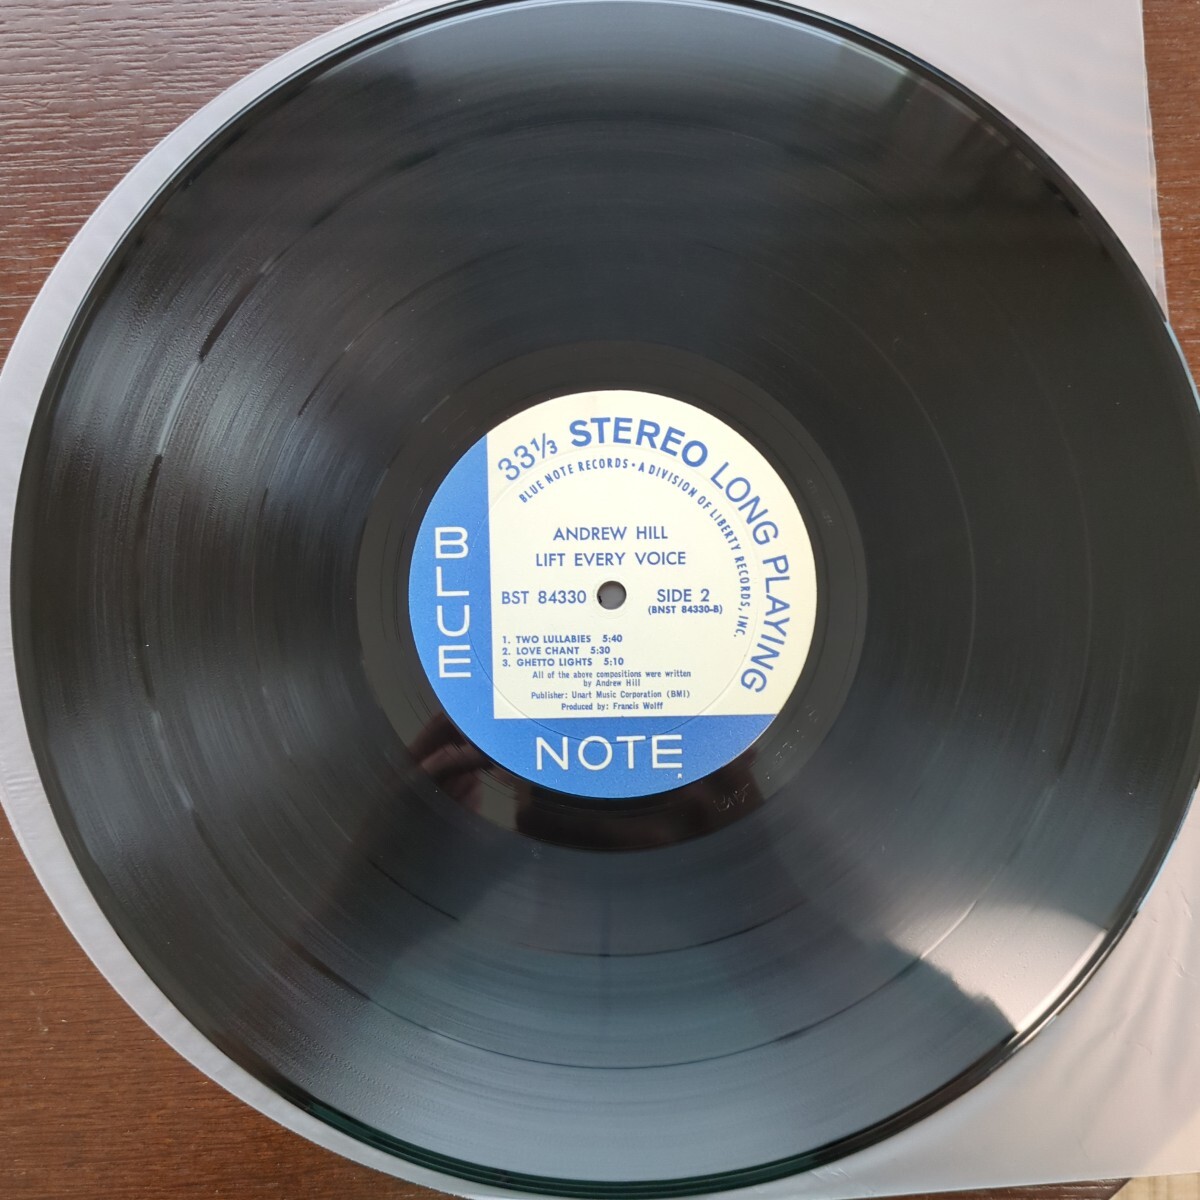 33⅓ STEREO LONG PLAYING
BLUE NOTE RECORDS • A DIVISION OF LIBERTY RECORDS, INC.
ANDREW HILL
LIFT EVERY VOICE
BST 84330 SIDE 2
(BNST 84330-B)
1. TWO LULLABIES 5:40
2. LOVE CHANT 5:30
3. GHETTO LIGHTS 5:10
All of the above compositions were written
by Andrew Hill
Publisher: Unart Music Corporation (BMI)
Produced by: Francis Wolff
BLUE
NOTE